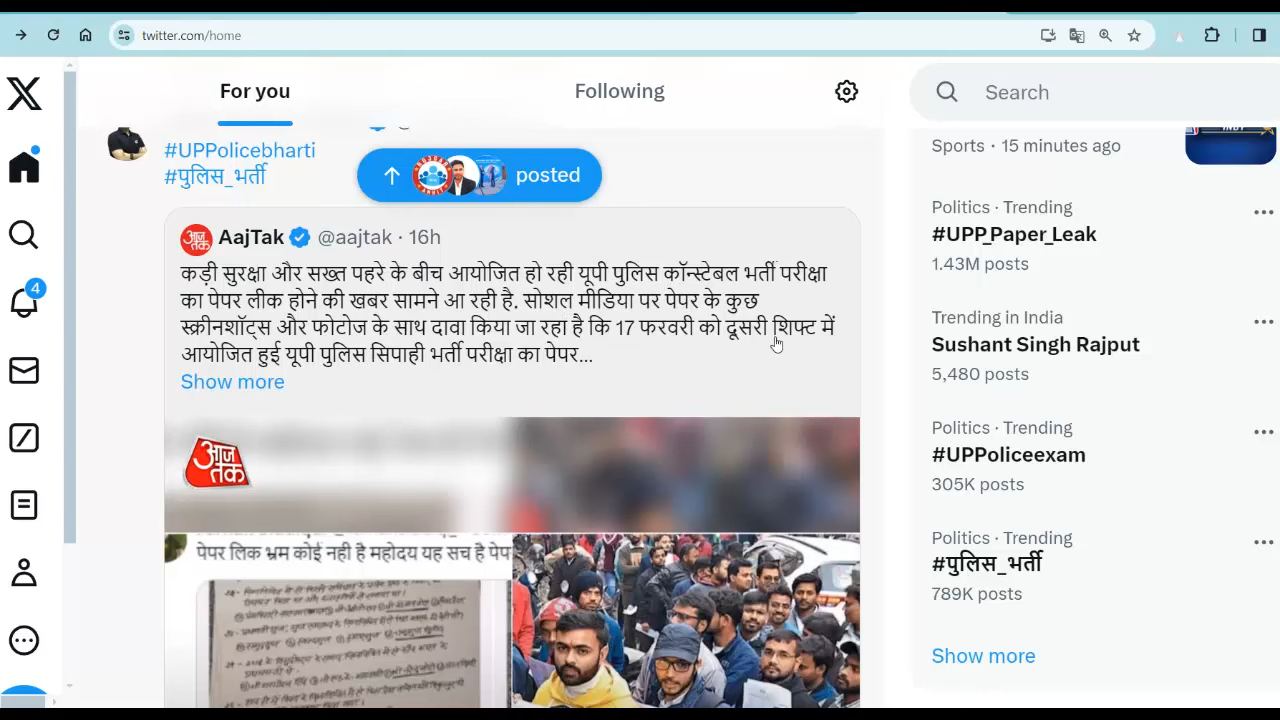 twitter.com/home
For you
Following
Search
#UPPolicebharti
#पुलिस_भर्ती
posted
AajTak @aajtak · 16h
कड़ी सुरक्षा और सख्त पहरे के बीच आयोजित हो रही यूपी पुलिस कॉन्स्टेबल भर्ती परीक्षा
का पेपर लीक होने की खबर सामने आ रही है. सोशल मीडिया पर पेपर के कुछ
स्क्रीनशॉट्स और फोटोज के साथ दावा किया जा रहा है कि 17 फरवरी को दूसरी शिफ्ट में
आयोजित हुई यूपी पुलिस सिपाही भर्ती परीक्षा का पेपर...
Show more
आज
तक
पेपर लिक भ्रम कोई नही है महोदय यह सच है पेप
4
Sports · 15 minutes ago
Politics · Trending
#UPP_Paper_Leak
1.43M posts
Trending in India
Sushant Singh Rajput
5,480 posts
Politics · Trending
#UPPoliceexam
305K posts
Politics · Trending
#पुलिस_भर्ती
789K posts
Show more